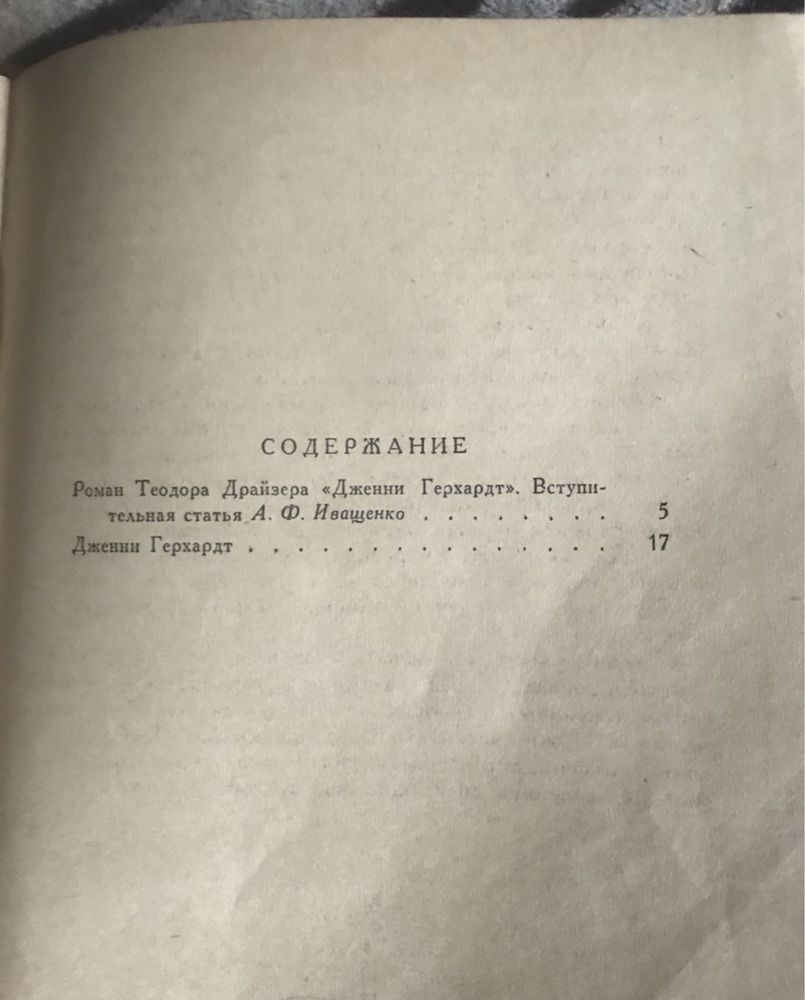 СОДЕРЖАНИЕ
Роман Теодора Драйзера «Дженни Герхардт». Вступи-
тельная статья А. Ф. Иващенко . . . . . . . . 5
Дженни Герхардт . . . . . . . . . . . . . . . 17